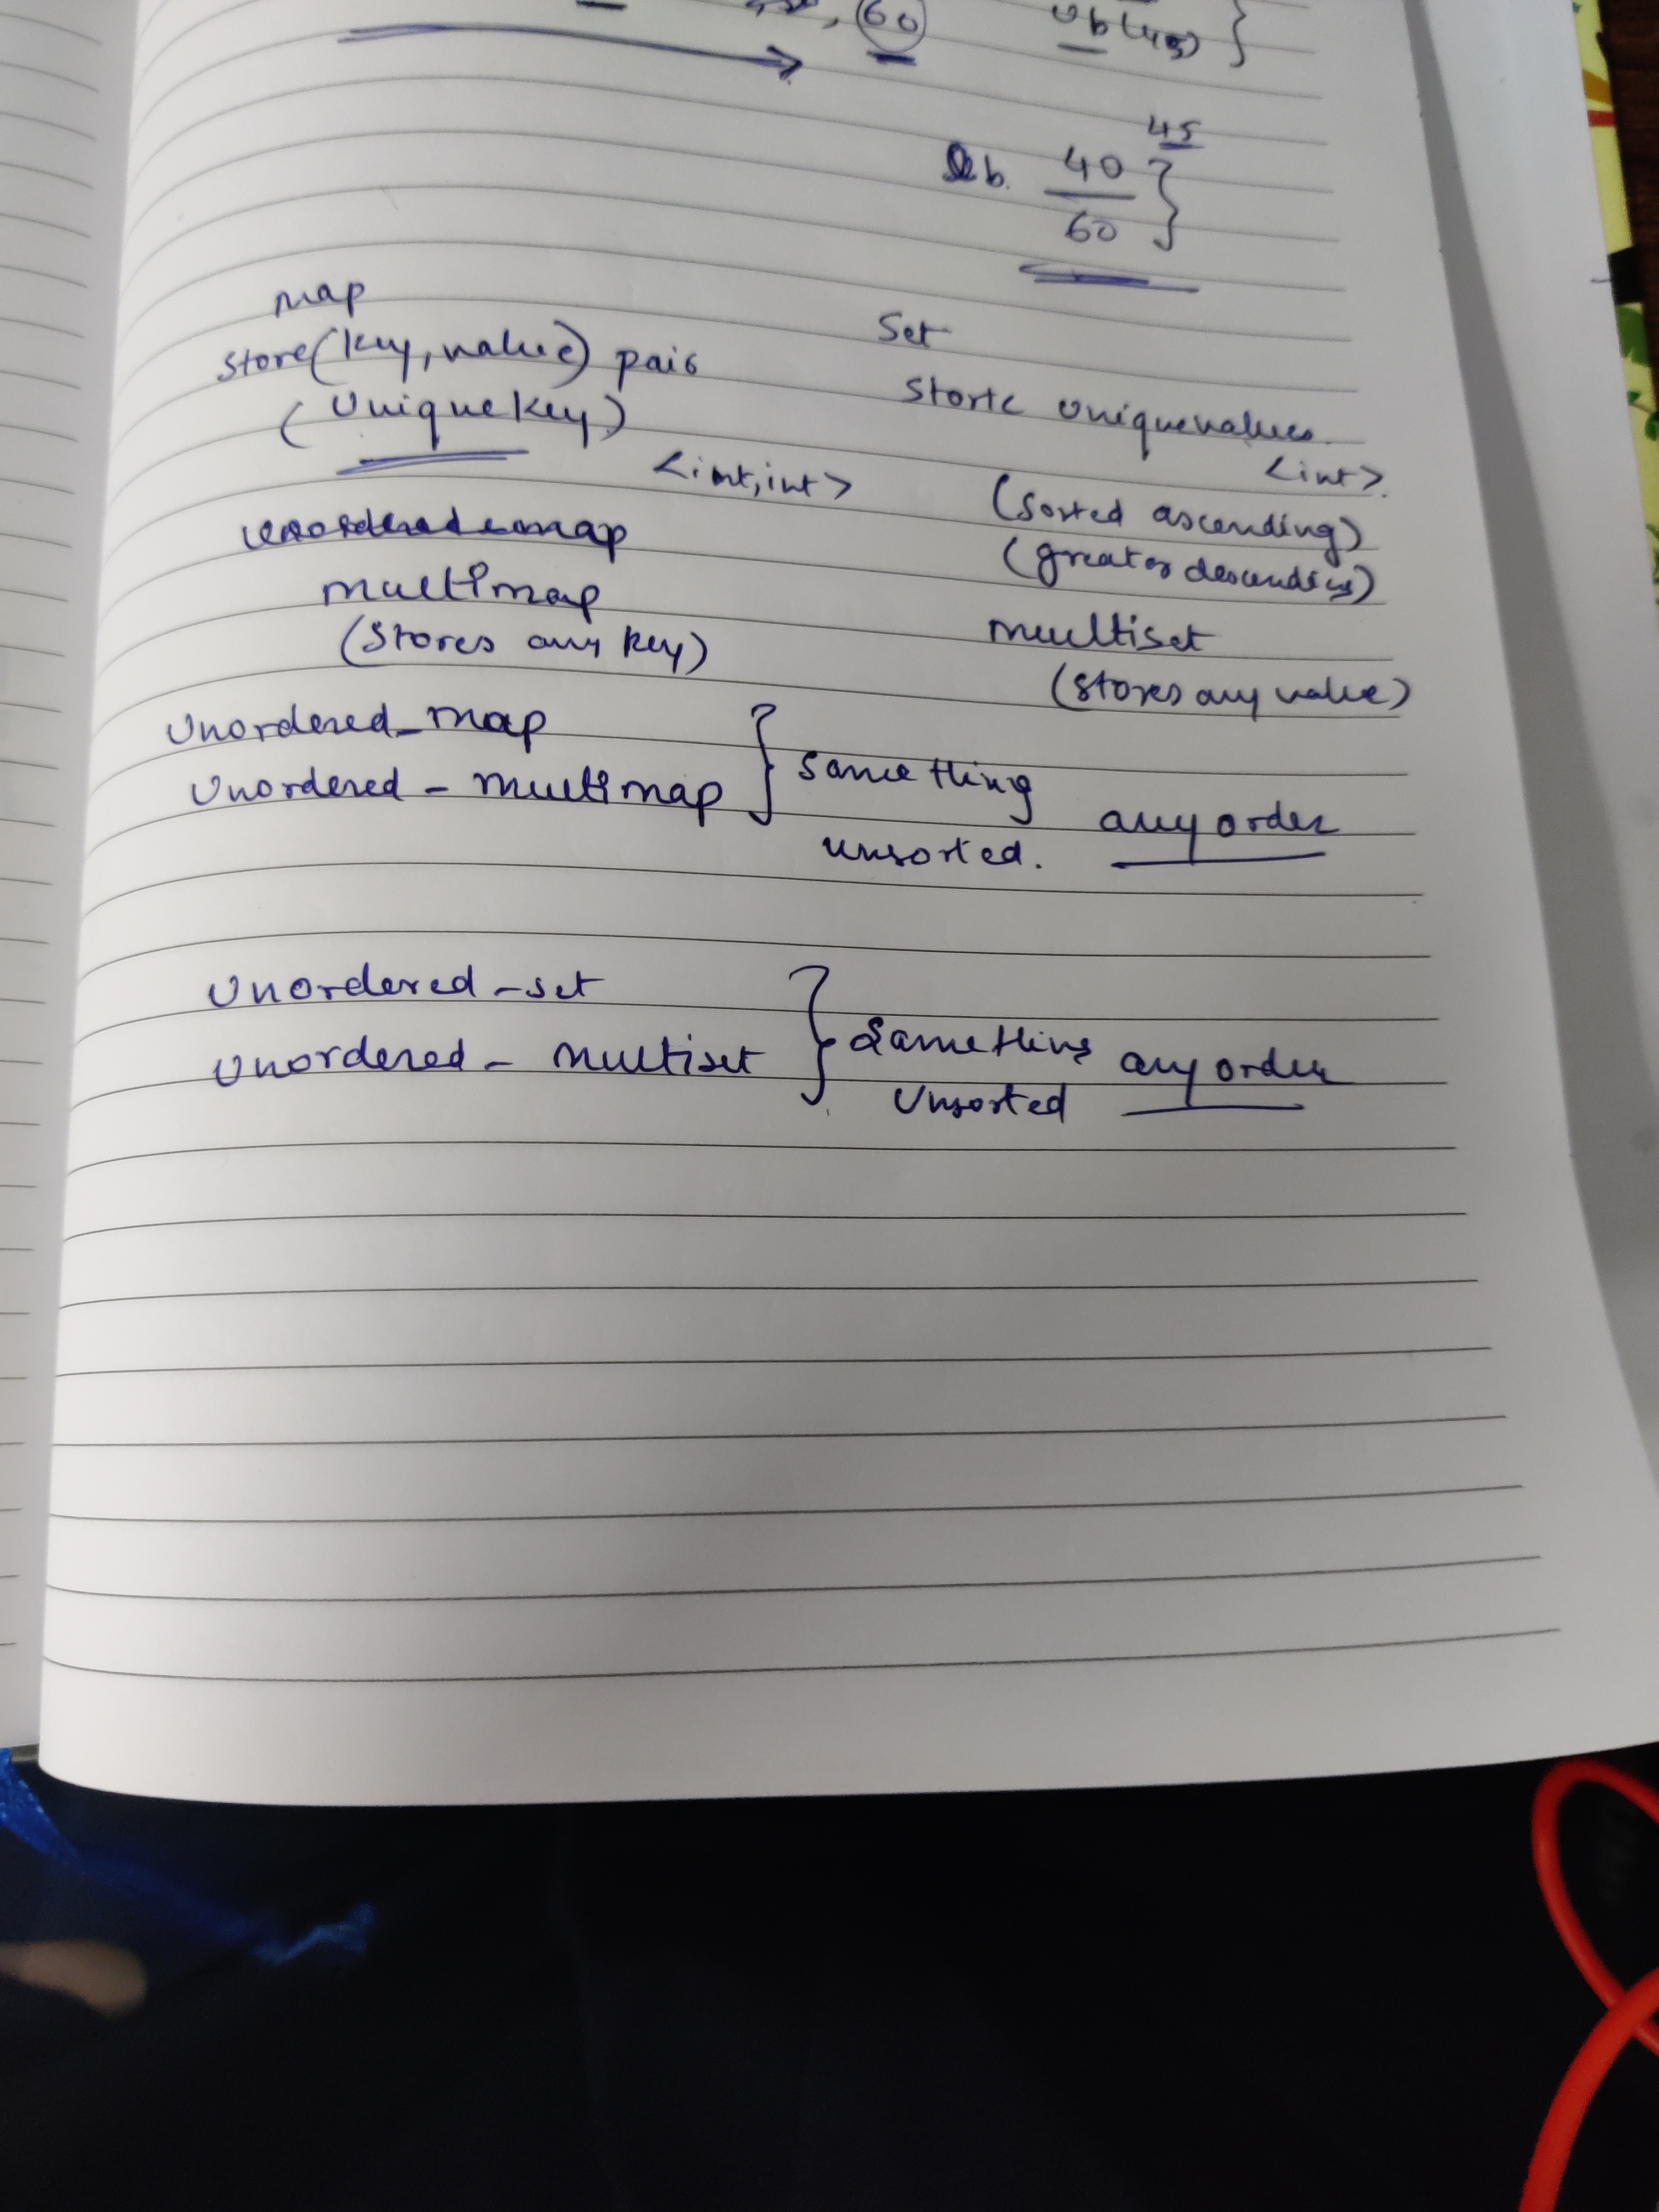 , 60 ub(45) }
45
lb. 40 }
60
map
Set
store(key, value) pair
( Unique key )
store unique values.
<int,int>
<int>.
(sorted ascending)
(greater descending)
multimap
(stores any key)
multiset
(stores any value)
Unordered_map
Unordered - multimap } same thing
unsorted. any order
Unordered -set
Unordered - multiset } Same thing any order
Unsorted